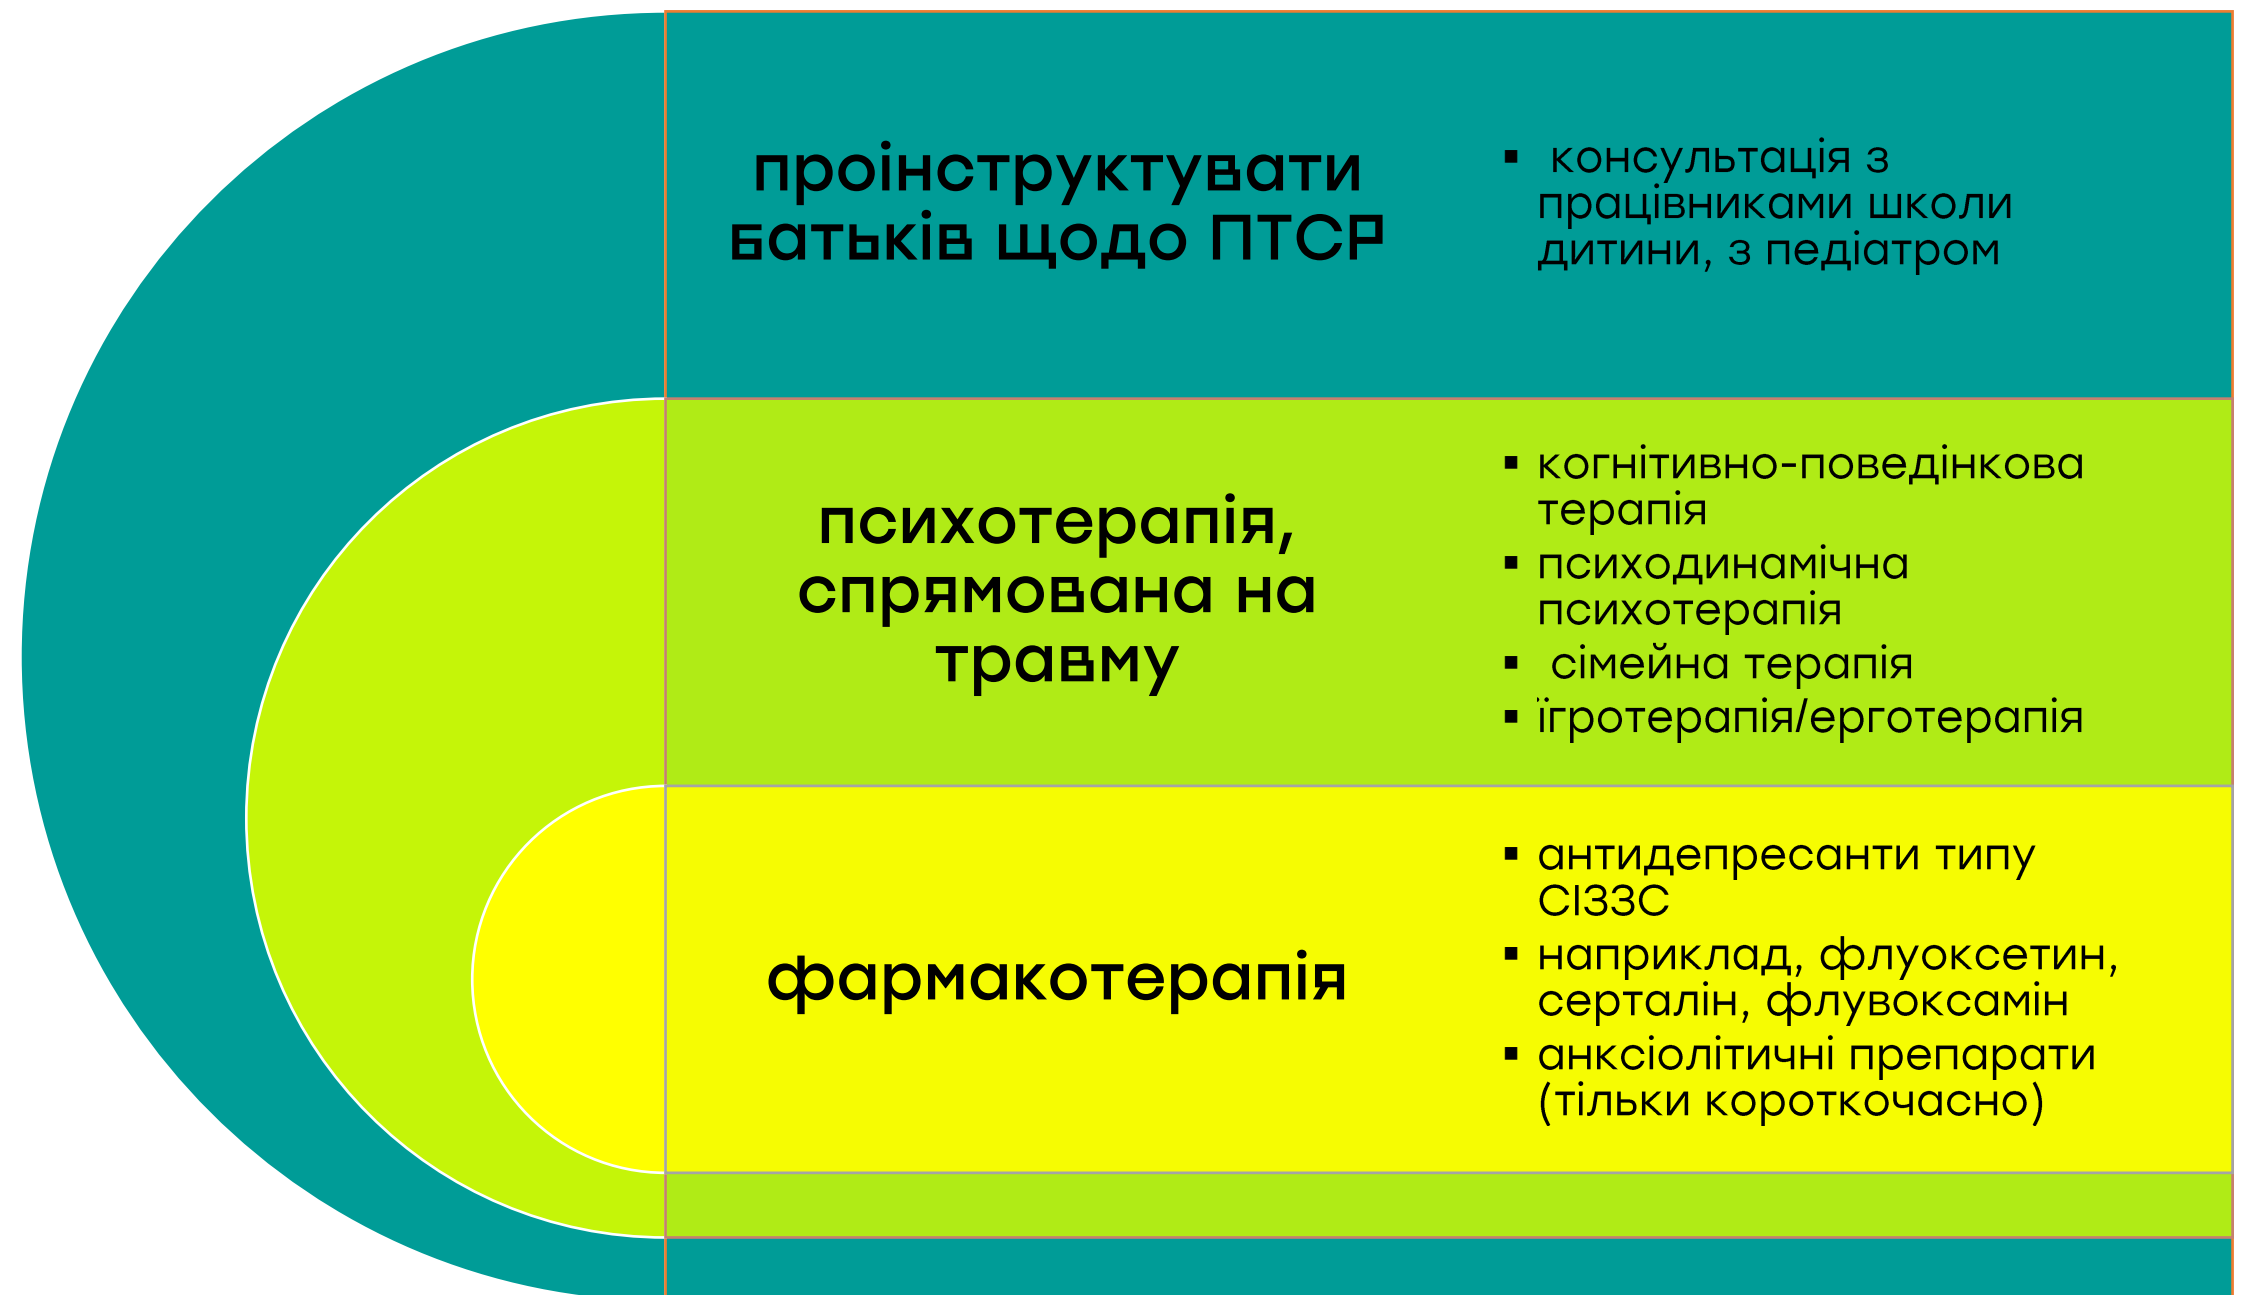 проінструктувати
батьків щодо ПТСР
▪ консультація з
працівниками школи
дитини, з педіатром
психотерапія,
спрямована на
травму
▪ когнітивно-поведінкова
терапія
▪ психодинамічна
психотерапія
▪ сімейна терапія
▪ їгротерапія/ерготерапія
фармакотерапія
▪ антидепресанти типу
СІЗЗС
▪ наприклад, флуоксетин,
серталін, флувоксамін
▪ анксіолітичні препарати
(тільки короткочасно)